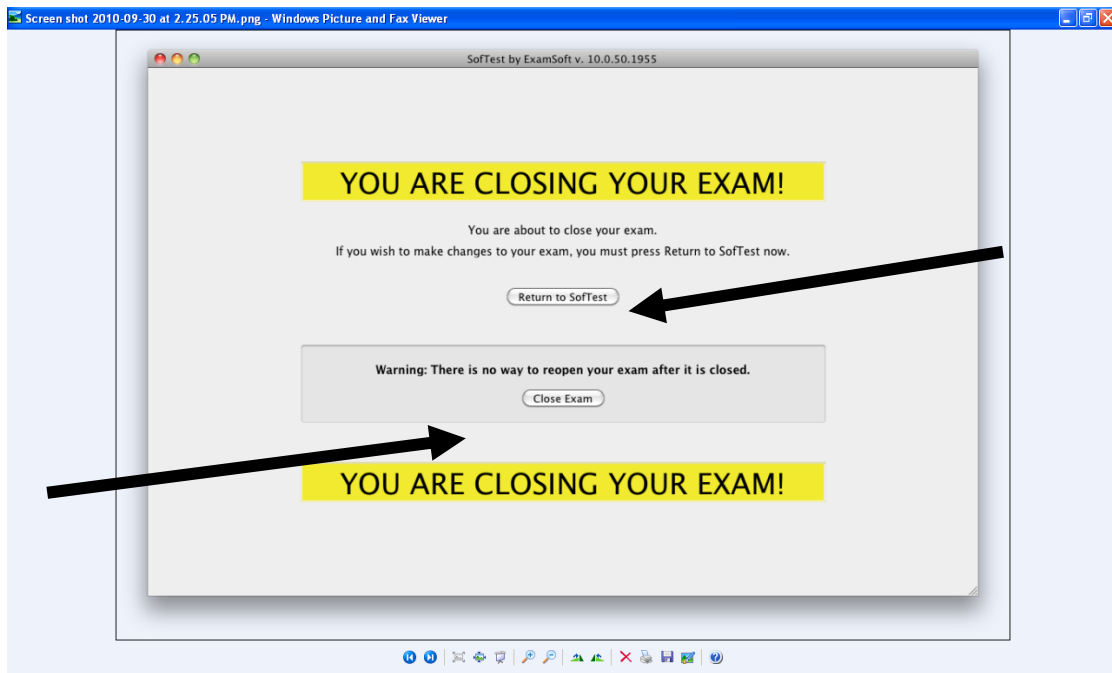 Screen shot 2010-09-30 at 2.25.05 PM.png - Windows Picture and Fax Viewer
SofTest by ExamSoft v. 10.0.50.1955
YOU ARE CLOSING YOUR EXAM!
You are about to close your exam.
If you wish to make changes to your exam, you must press Return to SofTest now.
Return to SofTest
Warning: There is no way to reopen your exam after it is closed.
Close Exam
YOU ARE CLOSING YOUR EXAM!